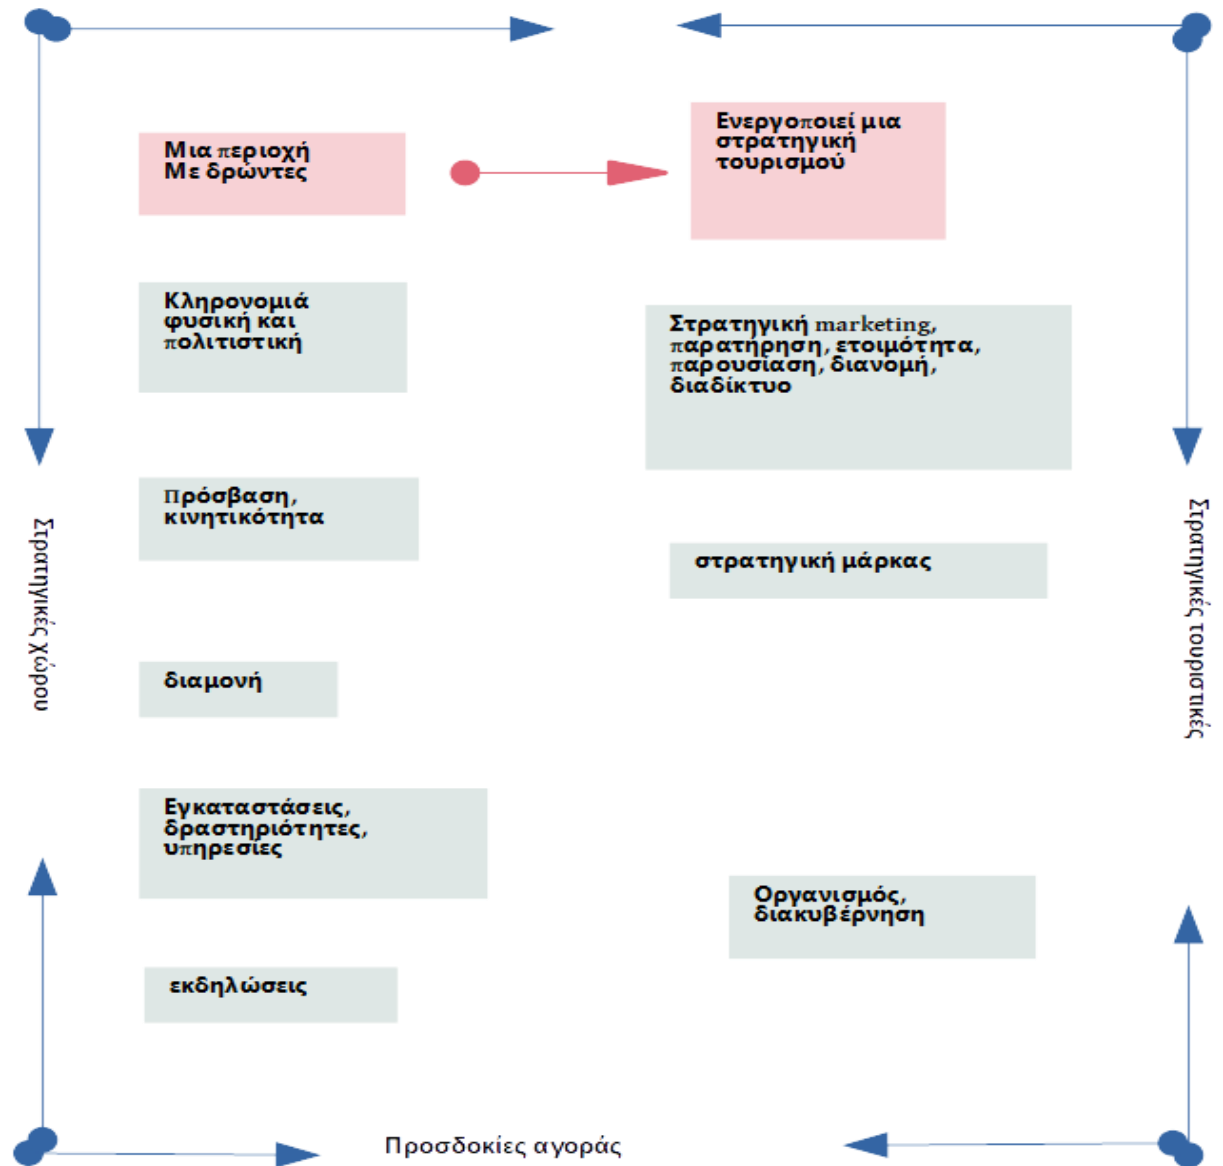 Μια περιοχή
Με δρώντες
Ενεργοποιεί μια
στρατηγική
τουρισμού
Κληρονομιά
φυσική και
πολιτιστική
Στρατηγική marketing,
παρατήρηση, ετοιμότητα,
παρουσίαση, διανομή,
διαδίκτυο
Πρόσβαση,
κινητικότητα
στρατηγική μάρκας
Στρατηγικές Χώρου
Στρατηγικές τουριστικές
διαμονή
Εγκαταστάσεις,
δραστηριότητες,
υπηρεσίες
Οργανισμός,
διακυβέρνηση
εκδηλώσεις
Προσδοκίες αγοράς